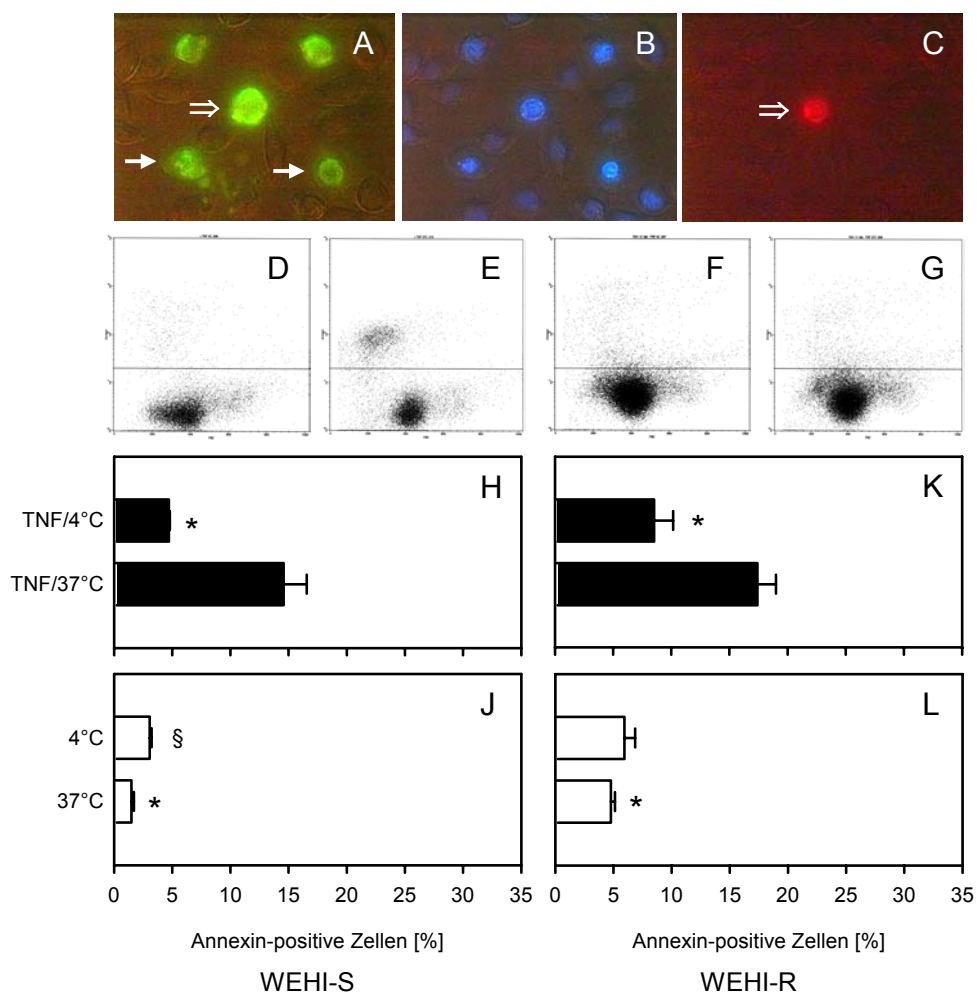 A B C
D E F G
H K
TNF/4°C * *
TNF/37°C
J L
4°C §
37°C * *
0 5 10 15 20 25 30 35 0 5 10 15 20 25 30 35
Annexin-positive Zellen [%] Annexin-positive Zellen [%]
WEHI-S WEHI-R